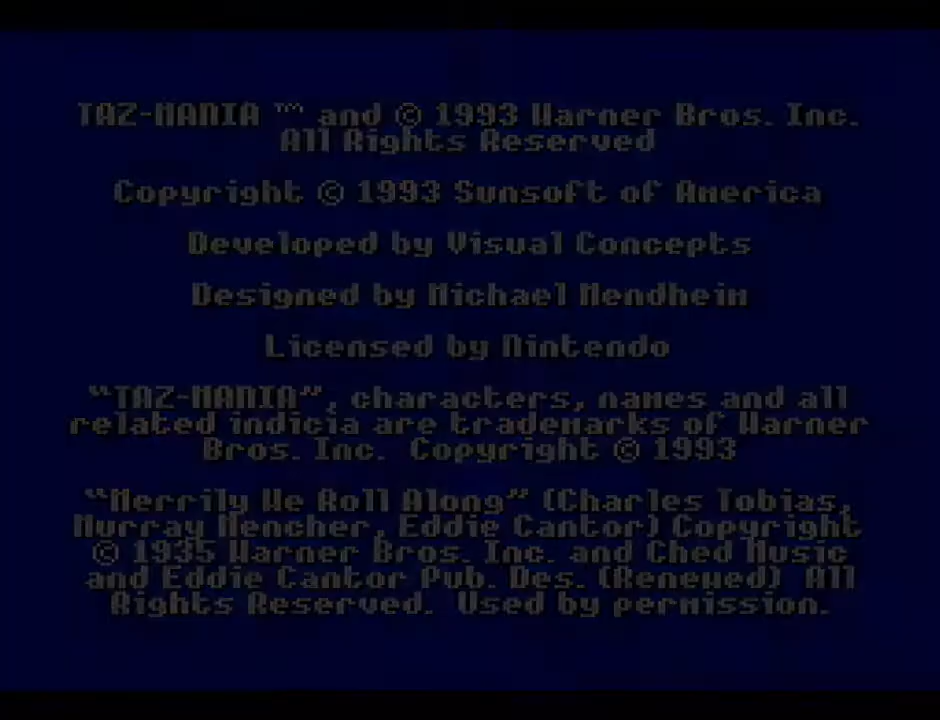 TAZ-MANIA ™ and © 1993 Warner Bros. Inc.
All Rights Reserved
Copyright © 1993 Sunsoft of America
Developed by Visual Concepts
Designed by Michael Mendheim
Licensed by Nintendo
“TAZ-MANIA”, characters, names and all
related indicia are trademarks of Warner
Bros. Inc. Copyright © 1993
“Merrily We Roll Along” (Charles Tobias,
Murray Mencher, Eddie Cantor) Copyright
© 1935 Warner Bros. Inc. and Ched Music
and Eddie Cantor Pub. Des. (Renewed) All
Rights Reserved. Used by permission.